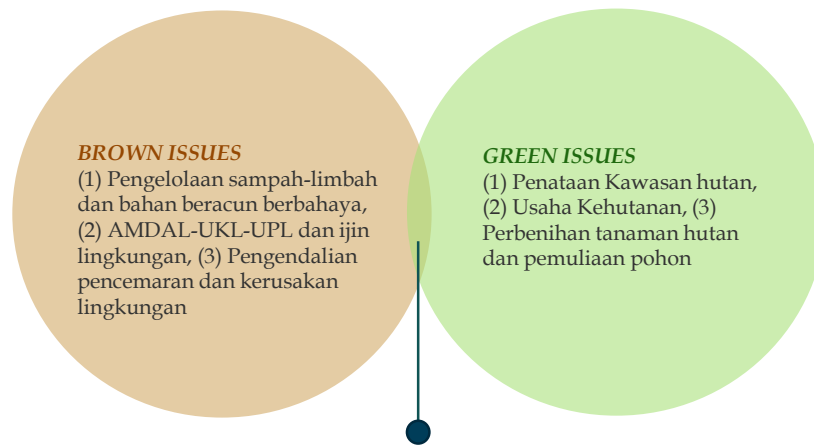 BROWN ISSUES
(1) Pengelolaan sampah-limbah
dan bahan beracun berbahaya,
(2) AMDAL-UKL-UPL dan ijin
lingkungan, (3) Pengendalian
pencemaran dan kerusakan
lingkungan
GREEN ISSUES
(1) Penataan Kawasan hutan,
(2) Usaha Kehutanan, (3)
Perbenihan tanaman hutan
dan pemuliaan pohon